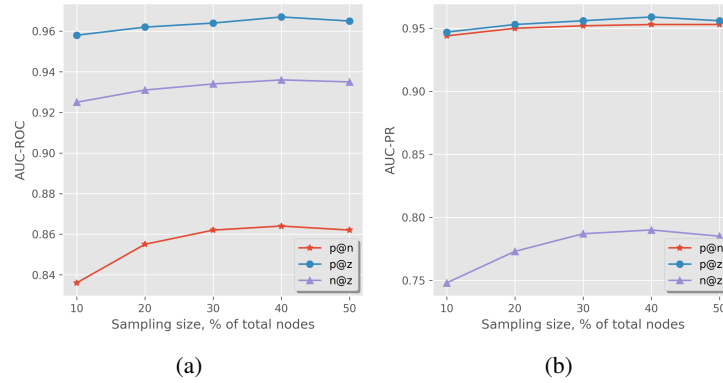 0.96
0.94
0.92
0.90
0.88
0.86
0.84
AUC-ROC
10
20
30
40
50
Sampling size, % of total nodes
p@n
p@z
n@z
(a)
0.95
0.90
0.85
0.80
0.75
AUC-PR
10
20
30
40
50
Sampling size, % of total nodes
p@n
p@z
n@z
(b)